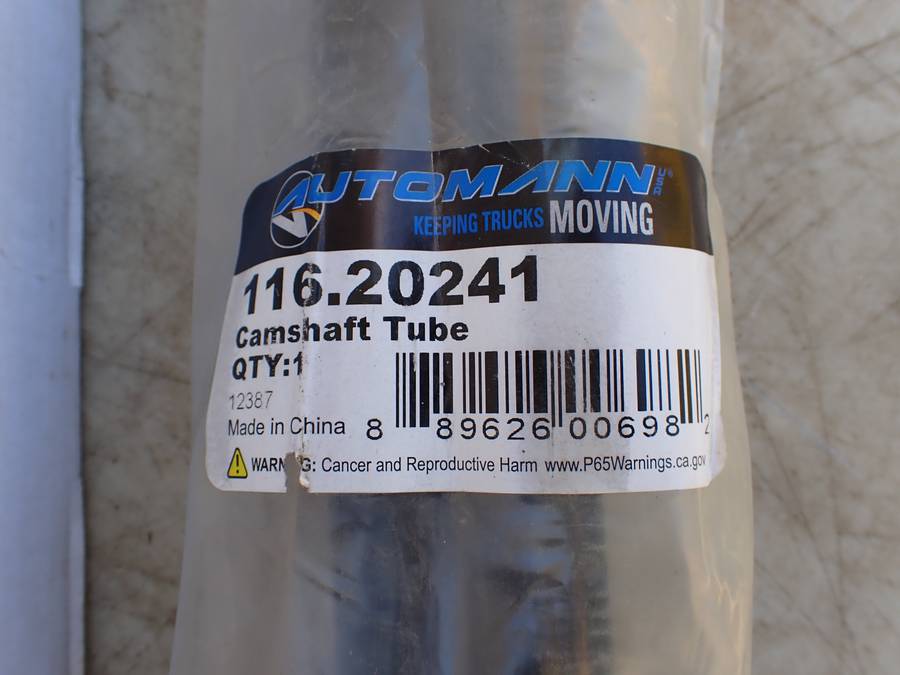 AUTOMANN USA®
KEEPING TRUCKS MOVING
116.20241
Camshaft Tube
QTY:1
12387
Made in China
8 89626 00698 2
WARNING: Cancer and Reproductive Harm www.P65Warnings.ca.gov